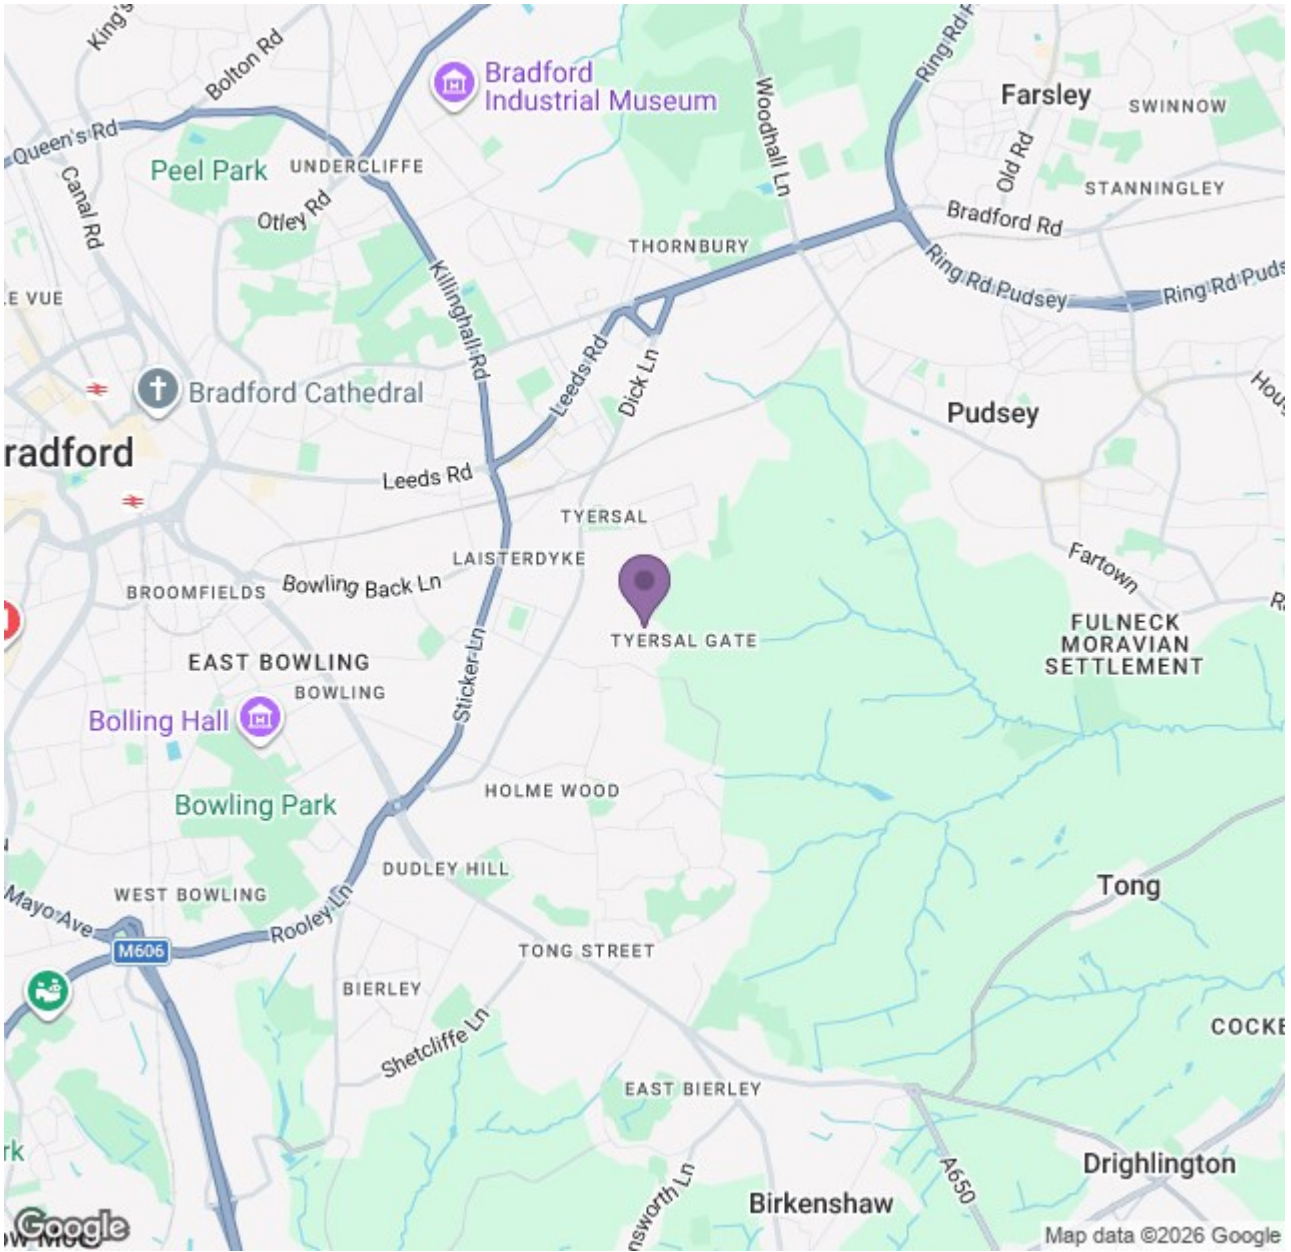 King's
Bolton Rd
Bradford
Industrial Museum
Ring Rd P
Farsley
SWINNOW
Queen's Rd
Peel Park
UNDERCLIFFE
Woodhall Ln
Old Rd
STANNINGLEY
Canal Rd
Otley Rd
Bradford Rd
THORNBURY
Killinghall Rd
Ring Rd Pudsey
Ring Rd Puds
E VUE
Leeds Rd
Dick Ln
Bradford Cathedral
Pudsey
Houg
radford
Leeds Rd
TYERSAL
LAISTERDYKE
Fartown
BROOMFIELDS
Bowling Back Ln
TYERSAL GATE
FULNECK
MORAVIAN
SETTLEMENT
EAST BOWLING
BOWLING
Sticker Ln
Bolling Hall
HOLME WOOD
Bowling Park
DUDLEY HILL
Tong
WEST BOWLING
Mayo Ave
Rooley Ln
M606
TONG STREET
BIERLEY
Shetcliffe Ln
COCKE
EAST BIERLEY
rk
Drighlington
A650
nsworth Ln
Birkenshaw
Google
Map data ©2026 Google